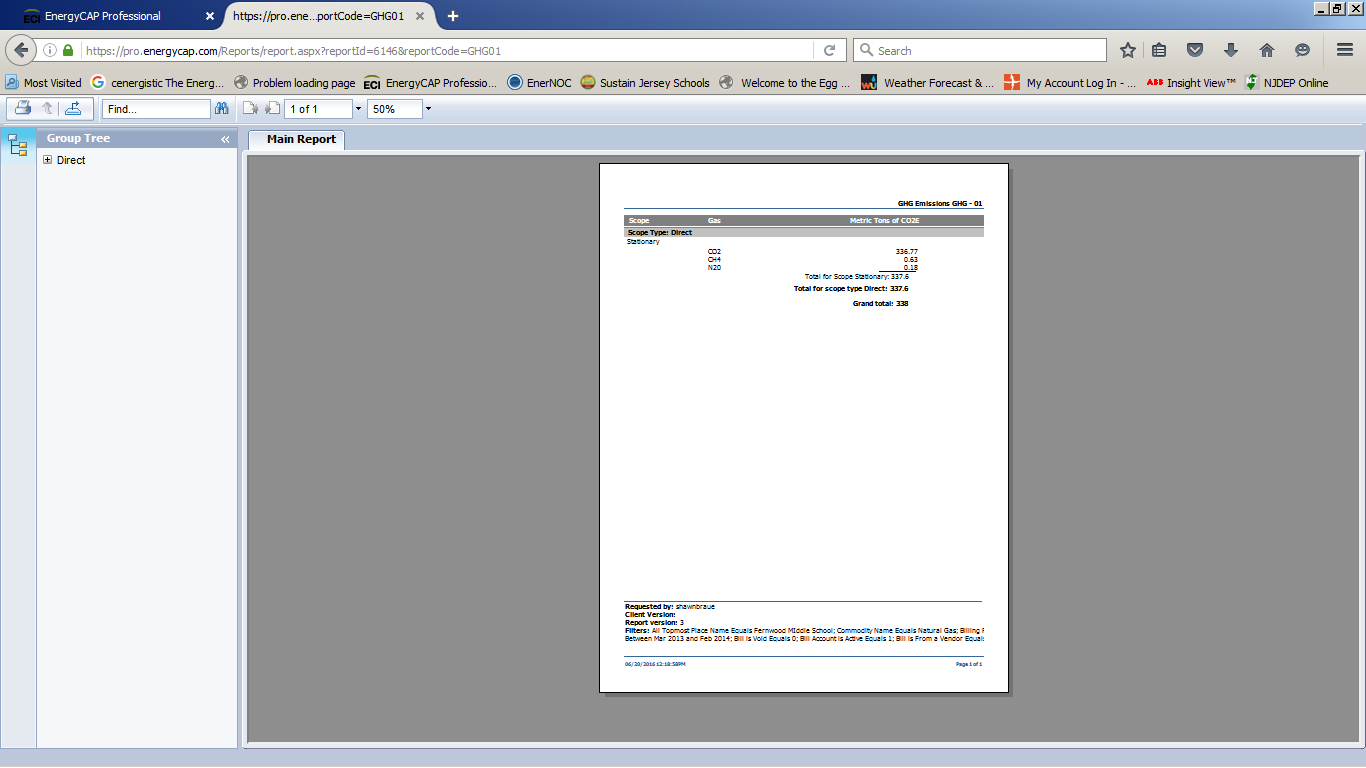 ECI EnergyCAP Professional
https://pro.ene...portCode=GHG01
https://pro.energycap.com/Reports/report.aspx?reportId=6146&reportCode=GHG01
Search
Most Visited
cenergistic The Energ...
Problem loading page
ECI EnergyCAP Professio...
EnerNOC
Sustain Jersey Schools
Welcome to the Egg ...
Weather Forecast & ...
My Account Log In - ...
ABB Insight View™
NJDEP Online
Find...
1 of 1
50%
Group Tree
Direct
Main Report
GHG Emissions GHG - 01
Scope Gas Metric Tons of CO2E
Scope Type: Direct
Stationary
CO2 336.77
CH4 0.63
N20 0.18
Total for Scope Stationary: 337.6
Total for scope type Direct: 337.6
Grand total: 338
Requested by: shawnbraue
Client Version:
Report version: 3
Filters: All Topmost Place Name Equals Fernwood Middle School; Commodity Name Equals Natural Gas; Billing
Between Mar 2013 and Feb 2014; Bill is Void Equals 0; Bill Account is Active Equals 1; Bill is From a Vendor Equals
06/20/2016 12:18:58PM
Page 1 of 1